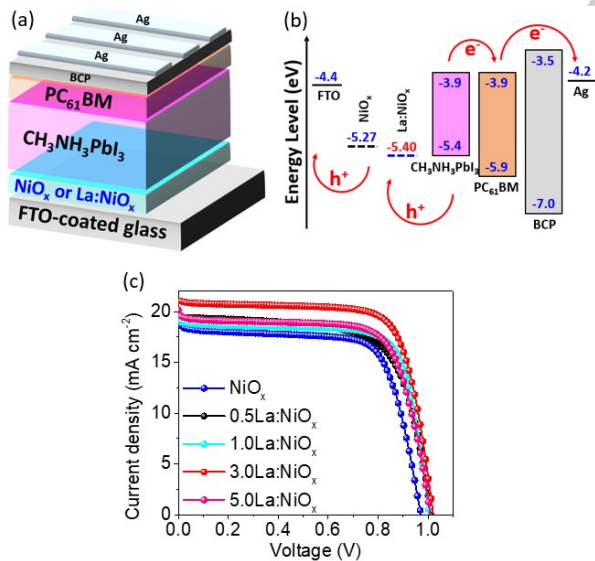 (a)
Ag
Ag
Ag
BCP
PC₆₁BM
CH₃NH₃PbI₃
NiOₓ or La:NiOₓ
FTO-coated glass
(b)
Energy Level (eV)
-4.4
FTO
NiOₓ
-5.27
La:NiOₓ
-5.40
h⁺
h⁺
e⁻
e⁻
-3.9
-5.4
CH₃NH₃PbI₃
-3.9
-5.9
PC₆₁BM
-3.5
-7.0
BCP
-4.2
Ag
(c)
Current density (mA cm⁻²)
20
15
10
5
0
NiOₓ
0.5La:NiOₓ
1.0La:NiOₓ
3.0La:NiOₓ
5.0La:NiOₓ
0.0 0.2 0.4 0.6 0.8 1.0
Voltage (V)